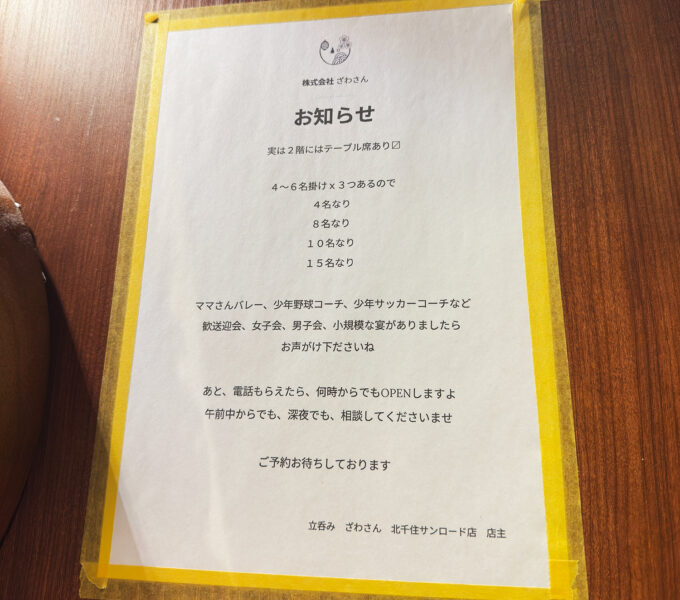 株式会社 ざわさん
お知らせ
実は２階にはテーブル席あり〼
４〜６名掛けｘ３つあるので
４名なり
８名なり
１０名なり
１５名なり
ママさんバレー、少年野球コーチ、少年サッカーコーチなど
歓送迎会、女子会、男子会、小規模な宴がありましたら
お声がけ下ださいね
あと、電話もらえたら、何時からでもOPENしますよ
午前中からでも、深夜でも、相談してくださいませ
ご予約お待ちしております
立呑み　ざわさん　北千住サンロード店　店主